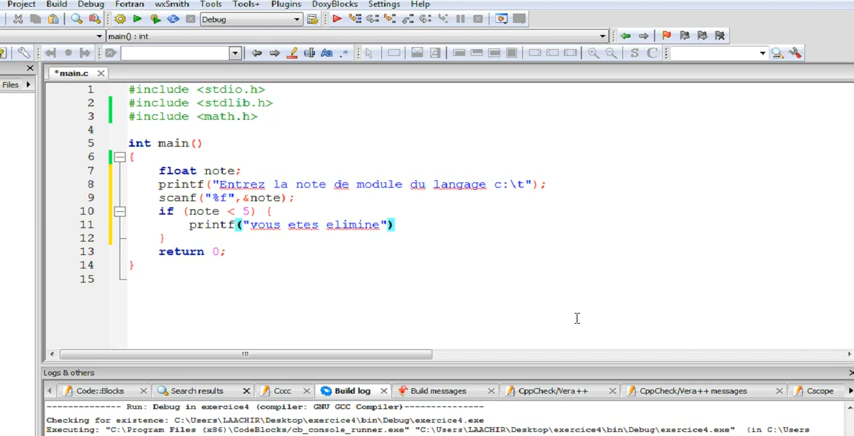 Project Build Debug Fortran wxSmith Tools Tools+ Plugins DoxyBlocks Settings Help
Debug
main() : int
S C
*main.c
Files
1 #include <stdio.h>
2 #include <stdlib.h>
3 #include <math.h>
4
5 int main()
6 {
7 float note;
8 printf("Entrez la note de module du langage c:\t");
9 scanf("%f",&note);
10 if (note < 5) {
11 printf("vous etes elimine")
12 }
13 return 0;
14 }
15
Logs & others
Code::Blocks Search results Cccc Build log Build messages CppCheck/Vera++ CppCheck/Vera++ messages Cscope
-------------- Run: Debug in exercice4 (compiler: GNU GCC Compiler)---------------
Checking for existence: C:\Users\LAACHIR\Desktop\exercice4\bin\Debug\exercice4.exe
Executing: "C:\Program Files (x86)\CodeBlocks/cb_console_runner.exe" "C:\Users\LAACHIR\Desktop\exercice4\bin\Debug\exercice4.exe" (in C:\Users